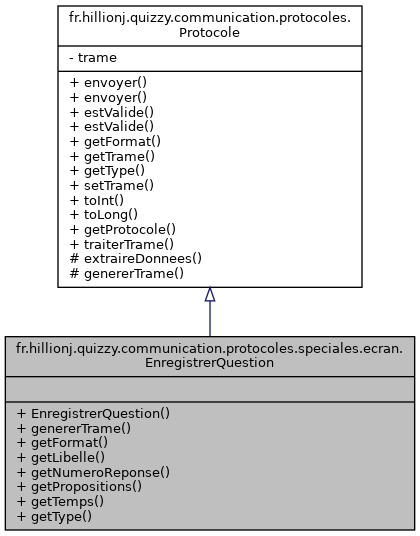 fr.hillionj.quizzy.communication.protocoles.
Protocole
- trame
+ envoyer()
+ envoyer()
+ estValide()
+ estValide()
+ getFormat()
+ getTrame()
+ getType()
+ setTrame()
+ toInt()
+ toLong()
+ getProtocole()
+ traiterTrame()
# extraireDonnees()
# genererTrame()
fr.hillionj.quizzy.communication.protocoles.speciales.ecran.
EnregistrerQuestion
+ EnregistrerQuestion()
+ genererTrame()
+ getFormat()
+ getLibelle()
+ getNumeroReponse()
+ getPropositions()
+ getTemps()
+ getType()